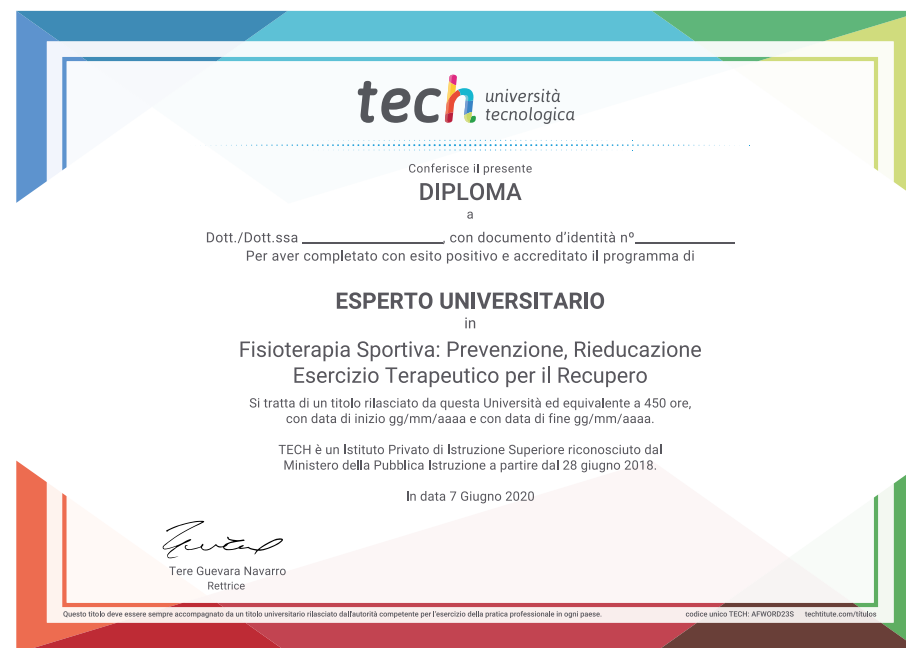 tech università
tecnologica
Conferisce il presente
DIPLOMA
a
Dott./Dott.ssa ____________________, con documento d'identità nº______________
Per aver completato con esito positivo e accreditato il programma di
ESPERTO UNIVERSITARIO
in
Fisioterapia Sportiva: Prevenzione, Rieducazione
Esercizio Terapeutico per il Recupero
Si tratta di un titolo rilasciato da questa Università ed equivalente a 450 ore,
con data di inizio gg/mm/aaaa e con data di fine gg/mm/aaaa.
TECH è un Istituto Privato di Istruzione Superiore riconosciuto dal
Ministero della Pubblica Istruzione a partire dal 28 giugno 2018.
In data 7 Giugno 2020
Tere Guevara Navarro
Rettrice
Questo titolo deve essere sempre accompagnato da un titolo universitario rilasciato dall'autorità competente per l'esercizio della pratica professionale in ogni paese. codice unico TECH: AFWORD23S techtitute.com/titulos